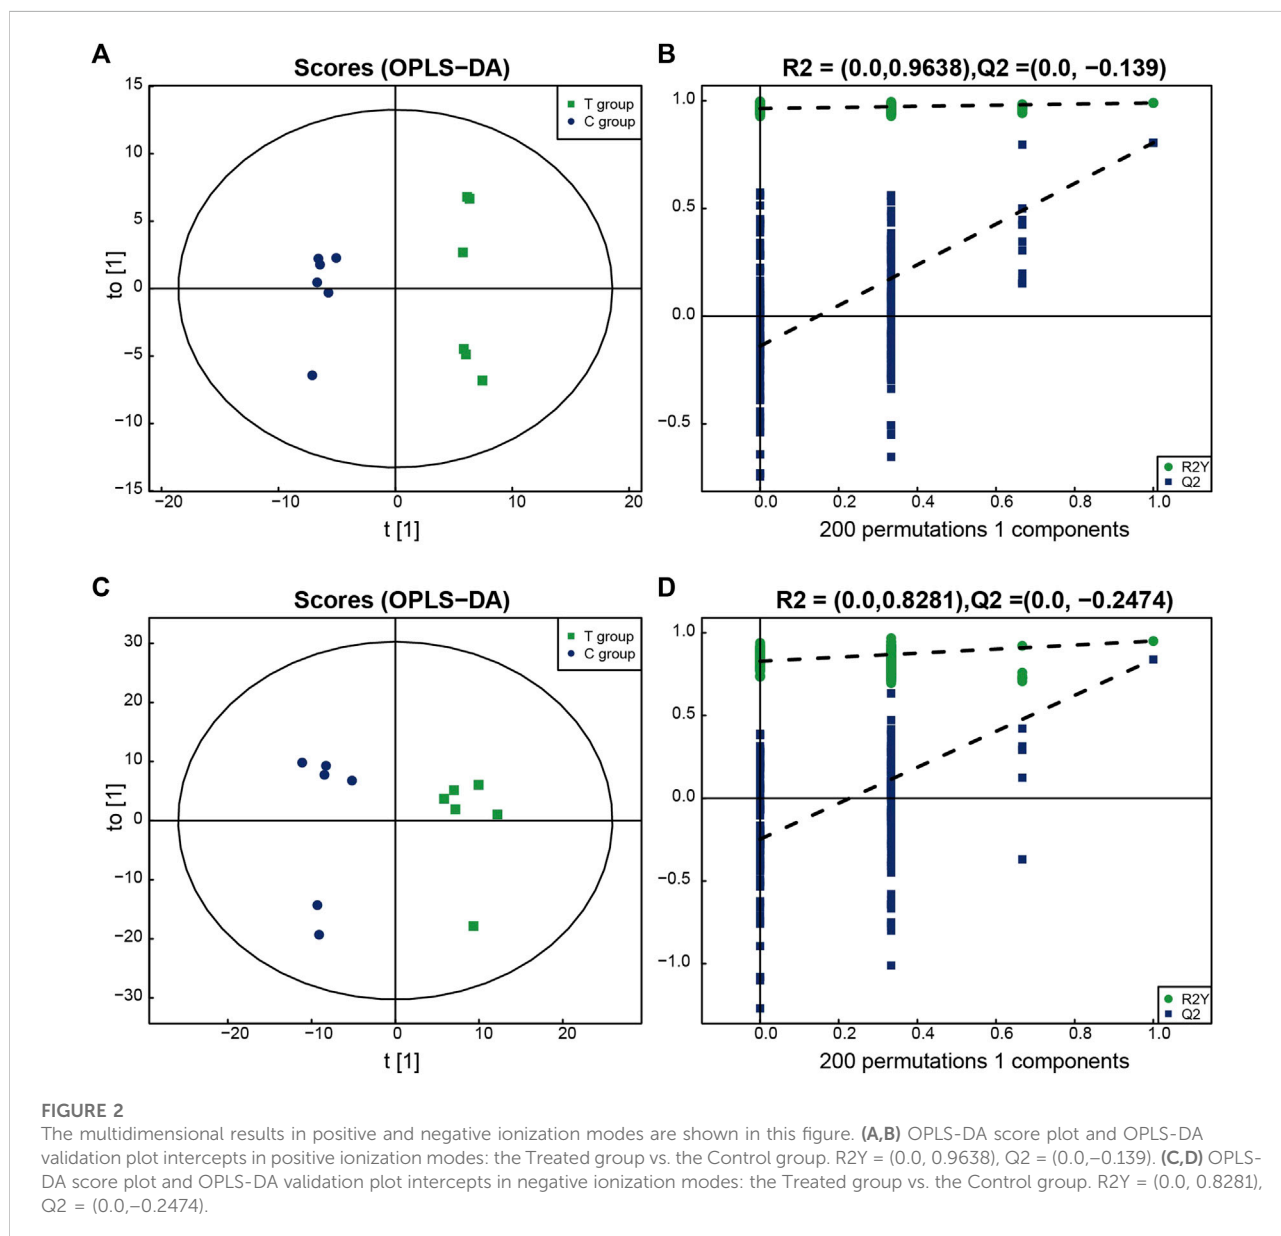 A
Scores (OPLS−DA)
T group
C group
15
10
5
0
−5
−10
−15
−20
−10
0
10
20
to [1]
t [1]
B
R2 = (0.0,0.9638),Q2 =(0.0, −0.139)
1.0
0.5
0.0
−0.5
R2Y
Q2
0.0
0.2
0.4
0.6
0.8
1.0
200 permutations 1 components
C
Scores (OPLS−DA)
T group
C group
30
20
10
0
−10
−20
−30
−20
−10
0
10
20
to [1]
t [1]
D
R2 = (0.0,0.8281),Q2 =(0.0, −0.2474)
1.0
0.5
0.0
−0.5
−1.0
R2Y
Q2
0.0
0.2
0.4
0.6
0.8
1.0
200 permutations 1 components
FIGURE 2
The multidimensional results in positive and negative ionization modes are shown in this figure. (A,B) OPLS-DA score plot and OPLS-DA
validation plot intercepts in positive ionization modes: the Treated group vs. the Control group. R2Y = (0.0, 0.9638), Q2 = (0.0,−0.139). (C,D) OPLS-
DA score plot and OPLS-DA validation plot intercepts in negative ionization modes: the Treated group vs. the Control group. R2Y = (0.0, 0.8281),
Q2 = (0.0,−0.2474).